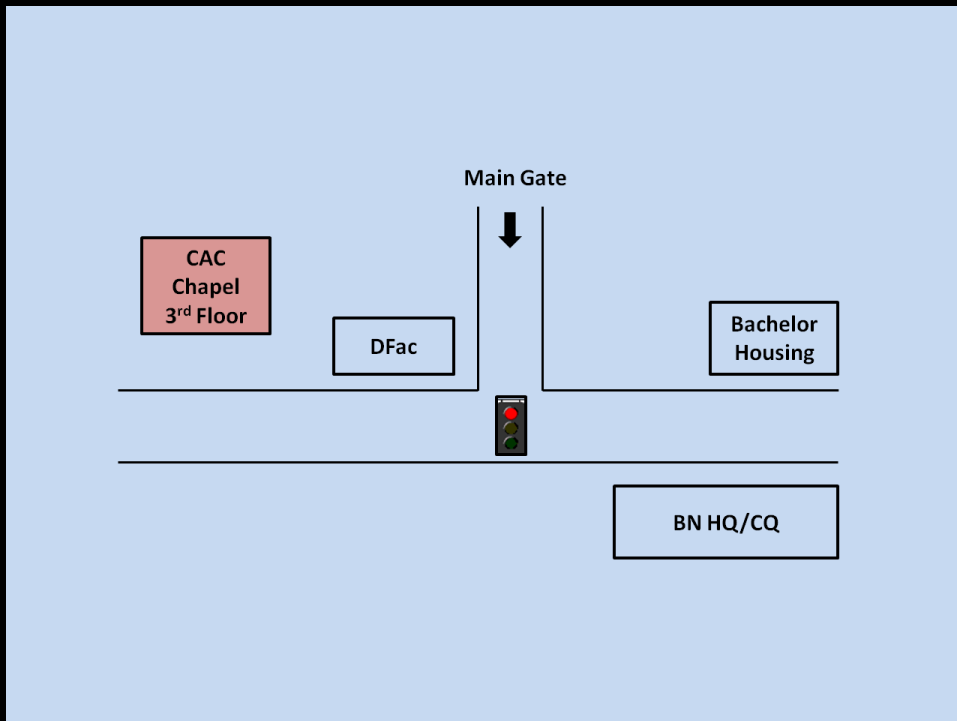 Main Gate
CAC
Chapel
3rd Floor
DFac
Bachelor
Housing
BN HQ/CQ